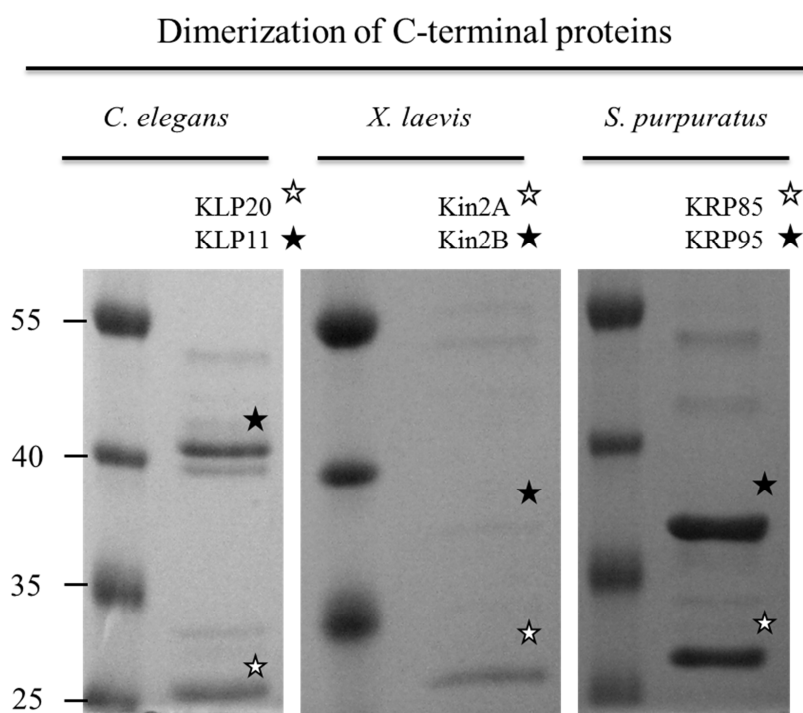 Dimerization of C-terminal proteins
C. elegans X. laevis S. purpuratus
KLP20 ☆ Kin2A ☆ KRP85 ☆
KLP11 ★ Kin2B ★ KRP95 ★
55
40
35
25